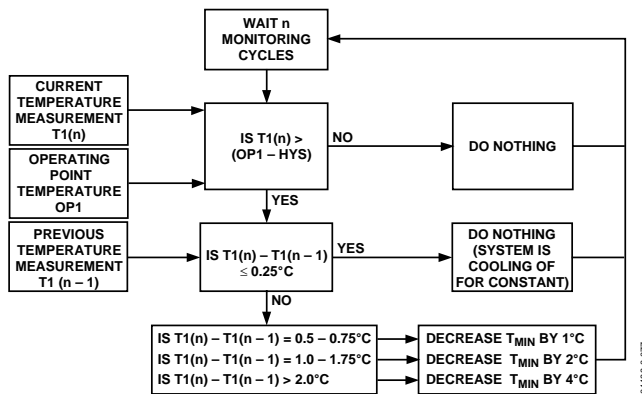 WAIT n
MONITORING
CYCLES
CURRENT
TEMPERATURE
MEASUREMENT
T1(n)
IS T1(n) >
(OP1 – HYS)
NO
DO NOTHING
OPERATING
POINT
TEMPERATURE
OP1
YES
PREVIOUS
TEMPERATURE
MEASUREMENT
T1 (n – 1)
IS T1(n) – T1(n – 1)
≤ 0.25°C
YES
DO NOTHING
(SYSTEM IS
COOLING OF
FOR CONSTANT)
NO
IS T1(n) – T1(n – 1) = 0.5 – 0.75°C
DECREASE TMIN BY 1°C
IS T1(n) – T1(n – 1) = 1.0 – 1.75°C
DECREASE TMIN BY 2°C
IS T1(n) – T1(n – 1) > 2.0°C
DECREASE TMIN BY 4°C